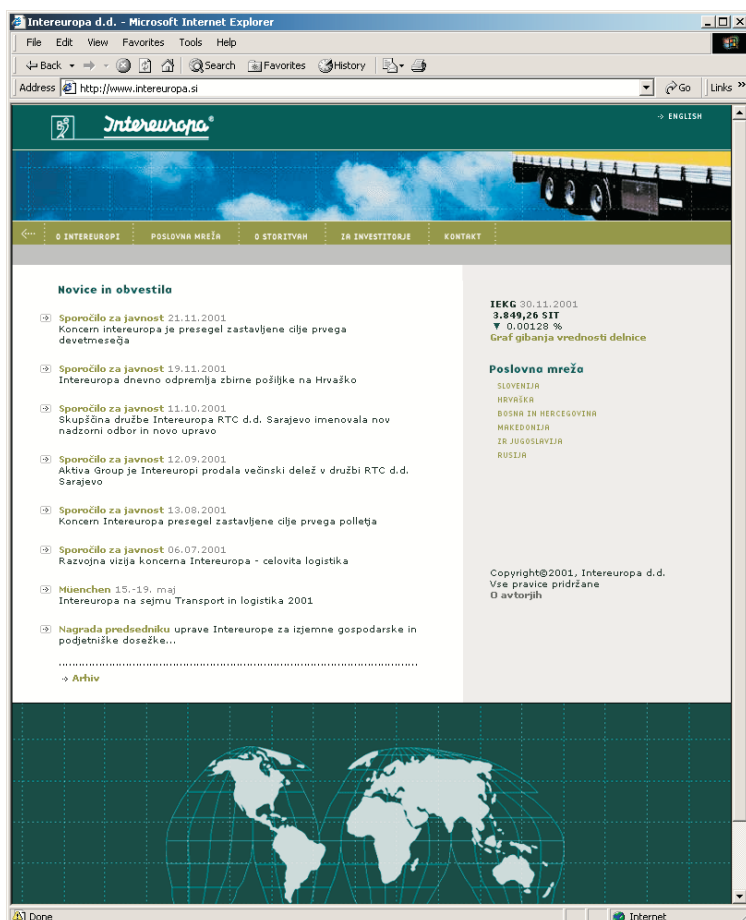 Intereuropa d.d. - Microsoft Internet Explorer
File Edit View Favorites Tools Help
Back Search Favorites History
Address http://www.intereuropa.si Go Links »
Intereuropa®
ENGLISH
O INTEREUROPI POSLOVNA MREŽA O STORITVAH ZA INVESTITORJE KONTAKT
Novice in obvestila
Sporočilo za javnost 21.11.2001
Koncern intereuropa je presegel zastavljene cilje prvega
devetmesečja
Sporočilo za javnost 19.11.2001
Intereuropa dnevno odpremlja zbirne pošiljke na Hrvaško
Sporočilo za javnost 11.10.2001
Skupščina družbe Intereuropa RTC d.d. Sarajevo imenovala nov
nadzorni odbor in novo upravo
Sporočilo za javnost 12.09.2001
Aktiva Group je Intereuropi prodala večinski delež v družbi RTC d.d.
Sarajevo
Sporočilo za javnost 13.08.2001
Koncern Intereuropa presegel zastavljene cilje prvega polletja
Sporočilo za javnost 06.07.2001
Razvojna vizija koncerna Intereuropa - celovita logistika
Müenchen 15.-19. maj
Intereuropa na sejmu Transport in logistika 2001
Nagrada predsedniku uprave Intereurope za izjemne gospodarske in
podjetniške dosežke...
Arhiv
IEKG 30.11.2001
3.849,26 SIT
▼ 0.00128 %
Graf gibanja vrednosti delnice
Poslovna mreža
SLOVENIJA
HRVAŠKA
BOSNA IN HERCEGOVINA
MAKEDONIJA
ZR JUGOSLAVIJA
RUSIJA
Copyright©2001, Intereuropa d.d.
Vse pravice pridržane
O avtorjih
Done Internet